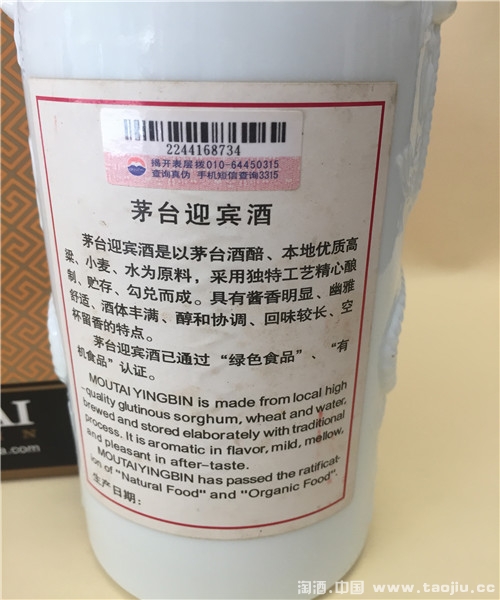 2244168734
揭开表层拨010-64450315
查询真伪 手机短信查询3315
茅台迎宾酒
茅台迎宾酒是以茅台酒醅、本地优质高
粱、小麦、水为原料，采用独特工艺精心酿
制、贮存、勾兑而成。具有酱香明显、幽雅
舒适、酒体丰满、醇和协调、回味较长、空
杯留香的特点。
茅台迎宾酒已通过“绿色食品”、“有
机食品”认证。
MOUTAI YINGBIN is made from local high
-quality glutinous sorghum, wheat and water,
brewed and stored elaborately with traditional
process. It is aromatic in flavor, mild, mellow,
and pleasant in after-taste.
MOUTAIYINGBIN has passed the ratificat-
ion of "Natural Food" and "Organic Food".
生产日期：
AI
IN
a.com
淘酒.中国 www.taojiu.cc